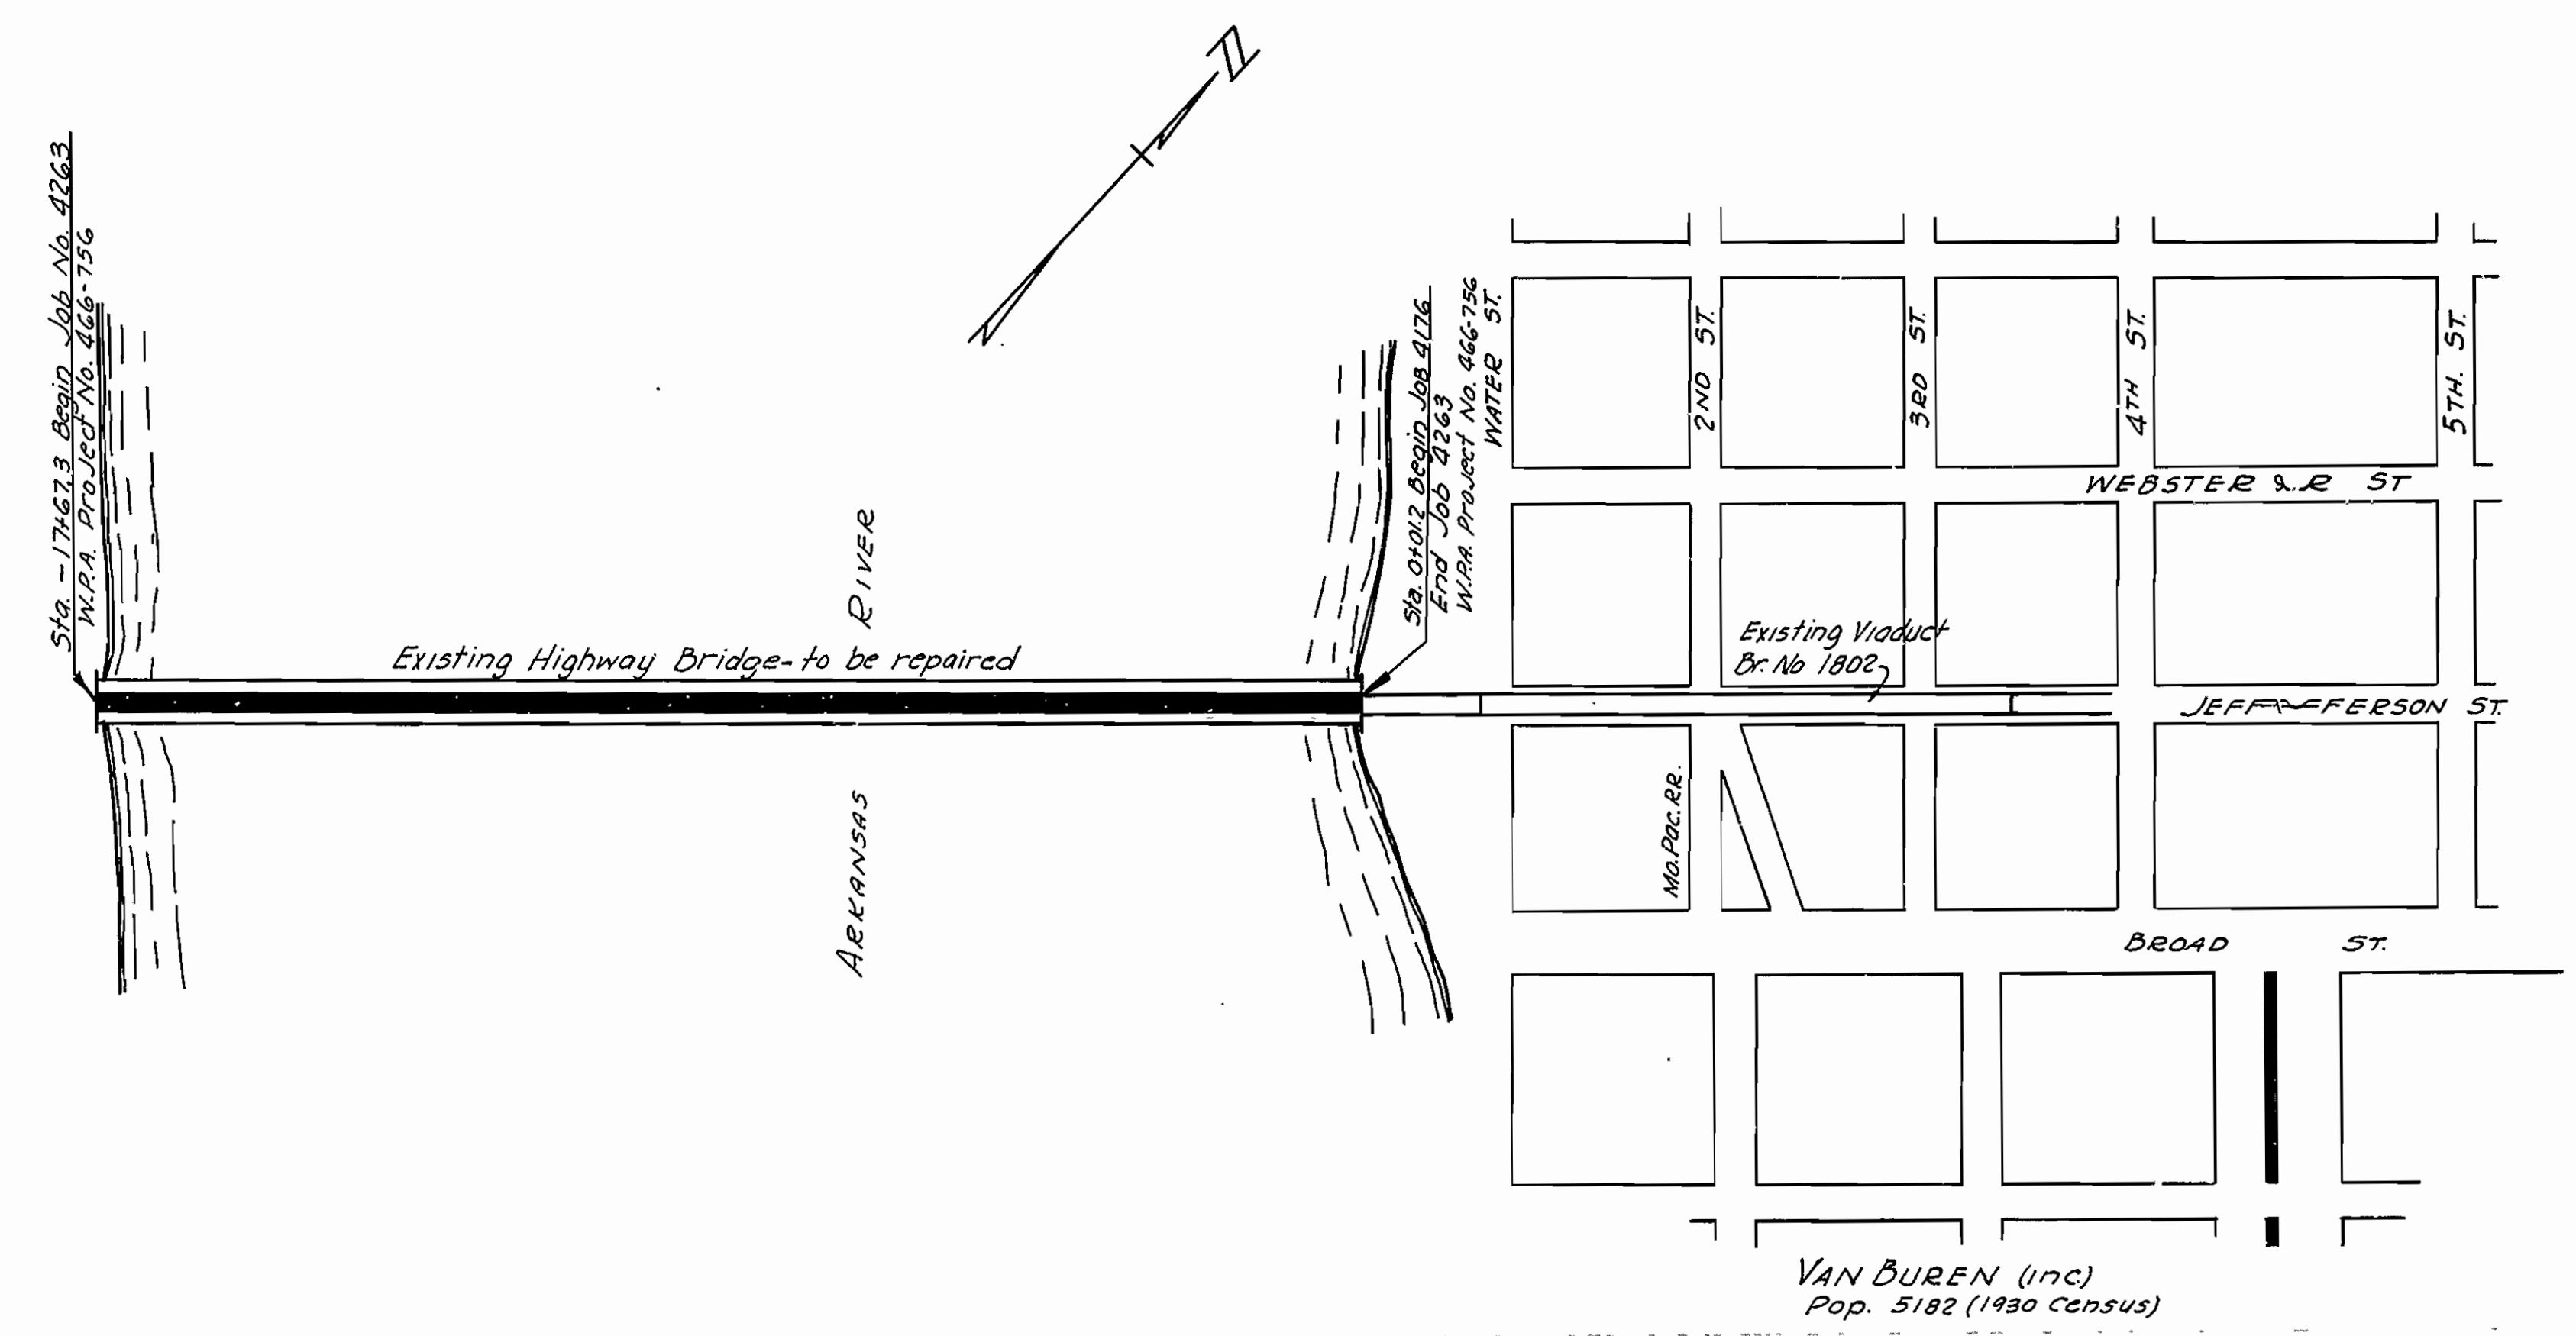 N
Sta. -17+67.3 Begin Job No. 4263
W.P.A. Project No. 466-756
Sta. 0+01.2 Begin Job 4176
End Job 4263
W.P.A. Project No. 466-756
WATER ST.
2ND ST.
3RD ST.
4TH ST.
5TH. ST.
WEBSTER ST
RIVER
Existing Highway Bridge- to be repaired
Existing Viaduct
Br. No 1802
JEFFERSON ST.
Mo.Pac.R.R.
ARKANSAS
BROAD ST.
VAN BUREN (Inc)
Pop. 5182 (1930 Census)